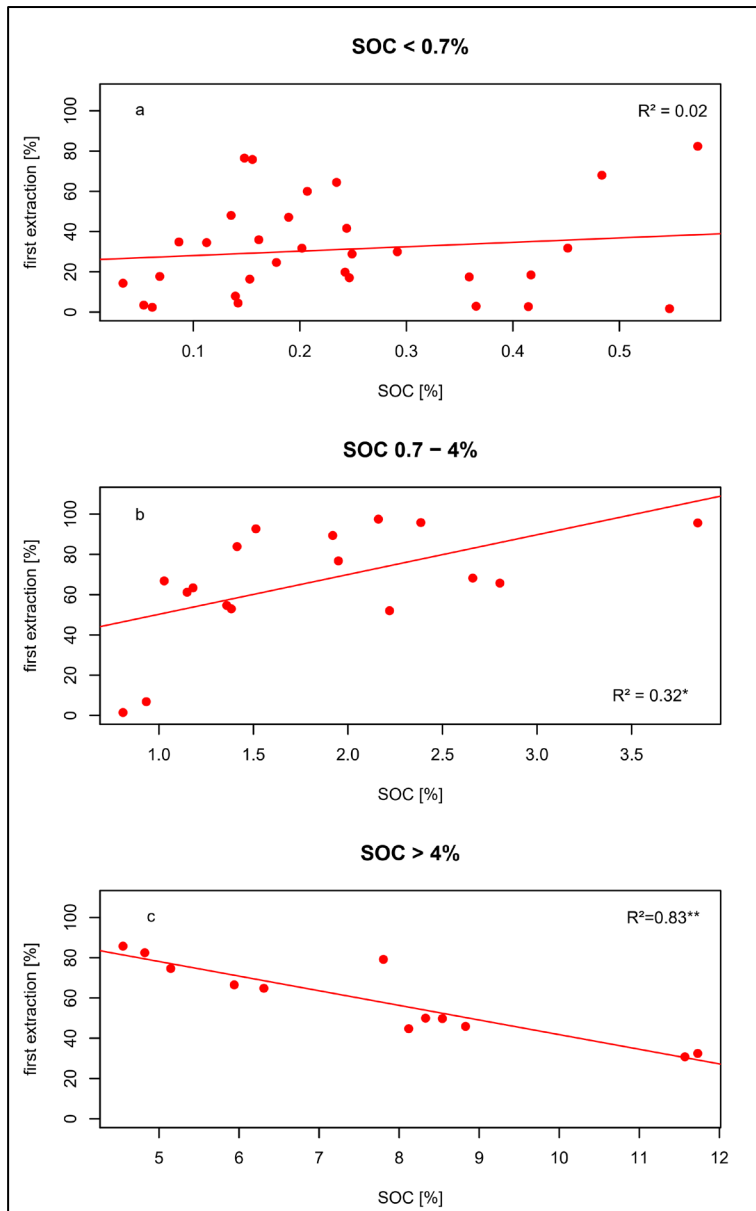 SOC < 0.7%
a
R² = 0.02
first extraction [%]
0 20 40 60 80 100
0.1 0.2 0.3 0.4 0.5
SOC [%]
SOC 0.7 − 4%
b
first extraction [%]
0 20 40 60 80 100
R² = 0.32*
1.0 1.5 2.0 2.5 3.0 3.5
SOC [%]
SOC > 4%
c
R²=0.83**
first extraction [%]
0 20 40 60 80 100
5 6 7 8 9 10 11 12
SOC [%]